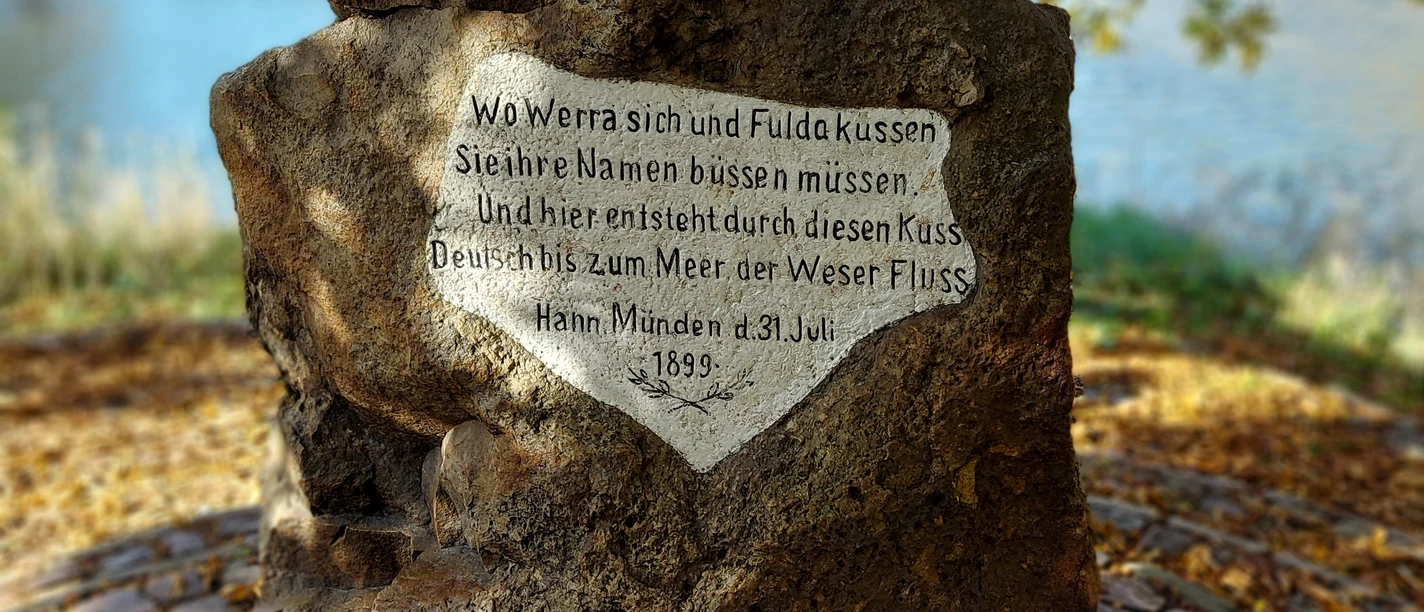 Wo Werra sich und Fulda kussen
Sie ihre Namen büssen müssen.
Und hier entsteht durch diesen Kuss
Deutsch bis zum Meer der Weser Fluss
Hann. Münden d. 31. Juli
1899.